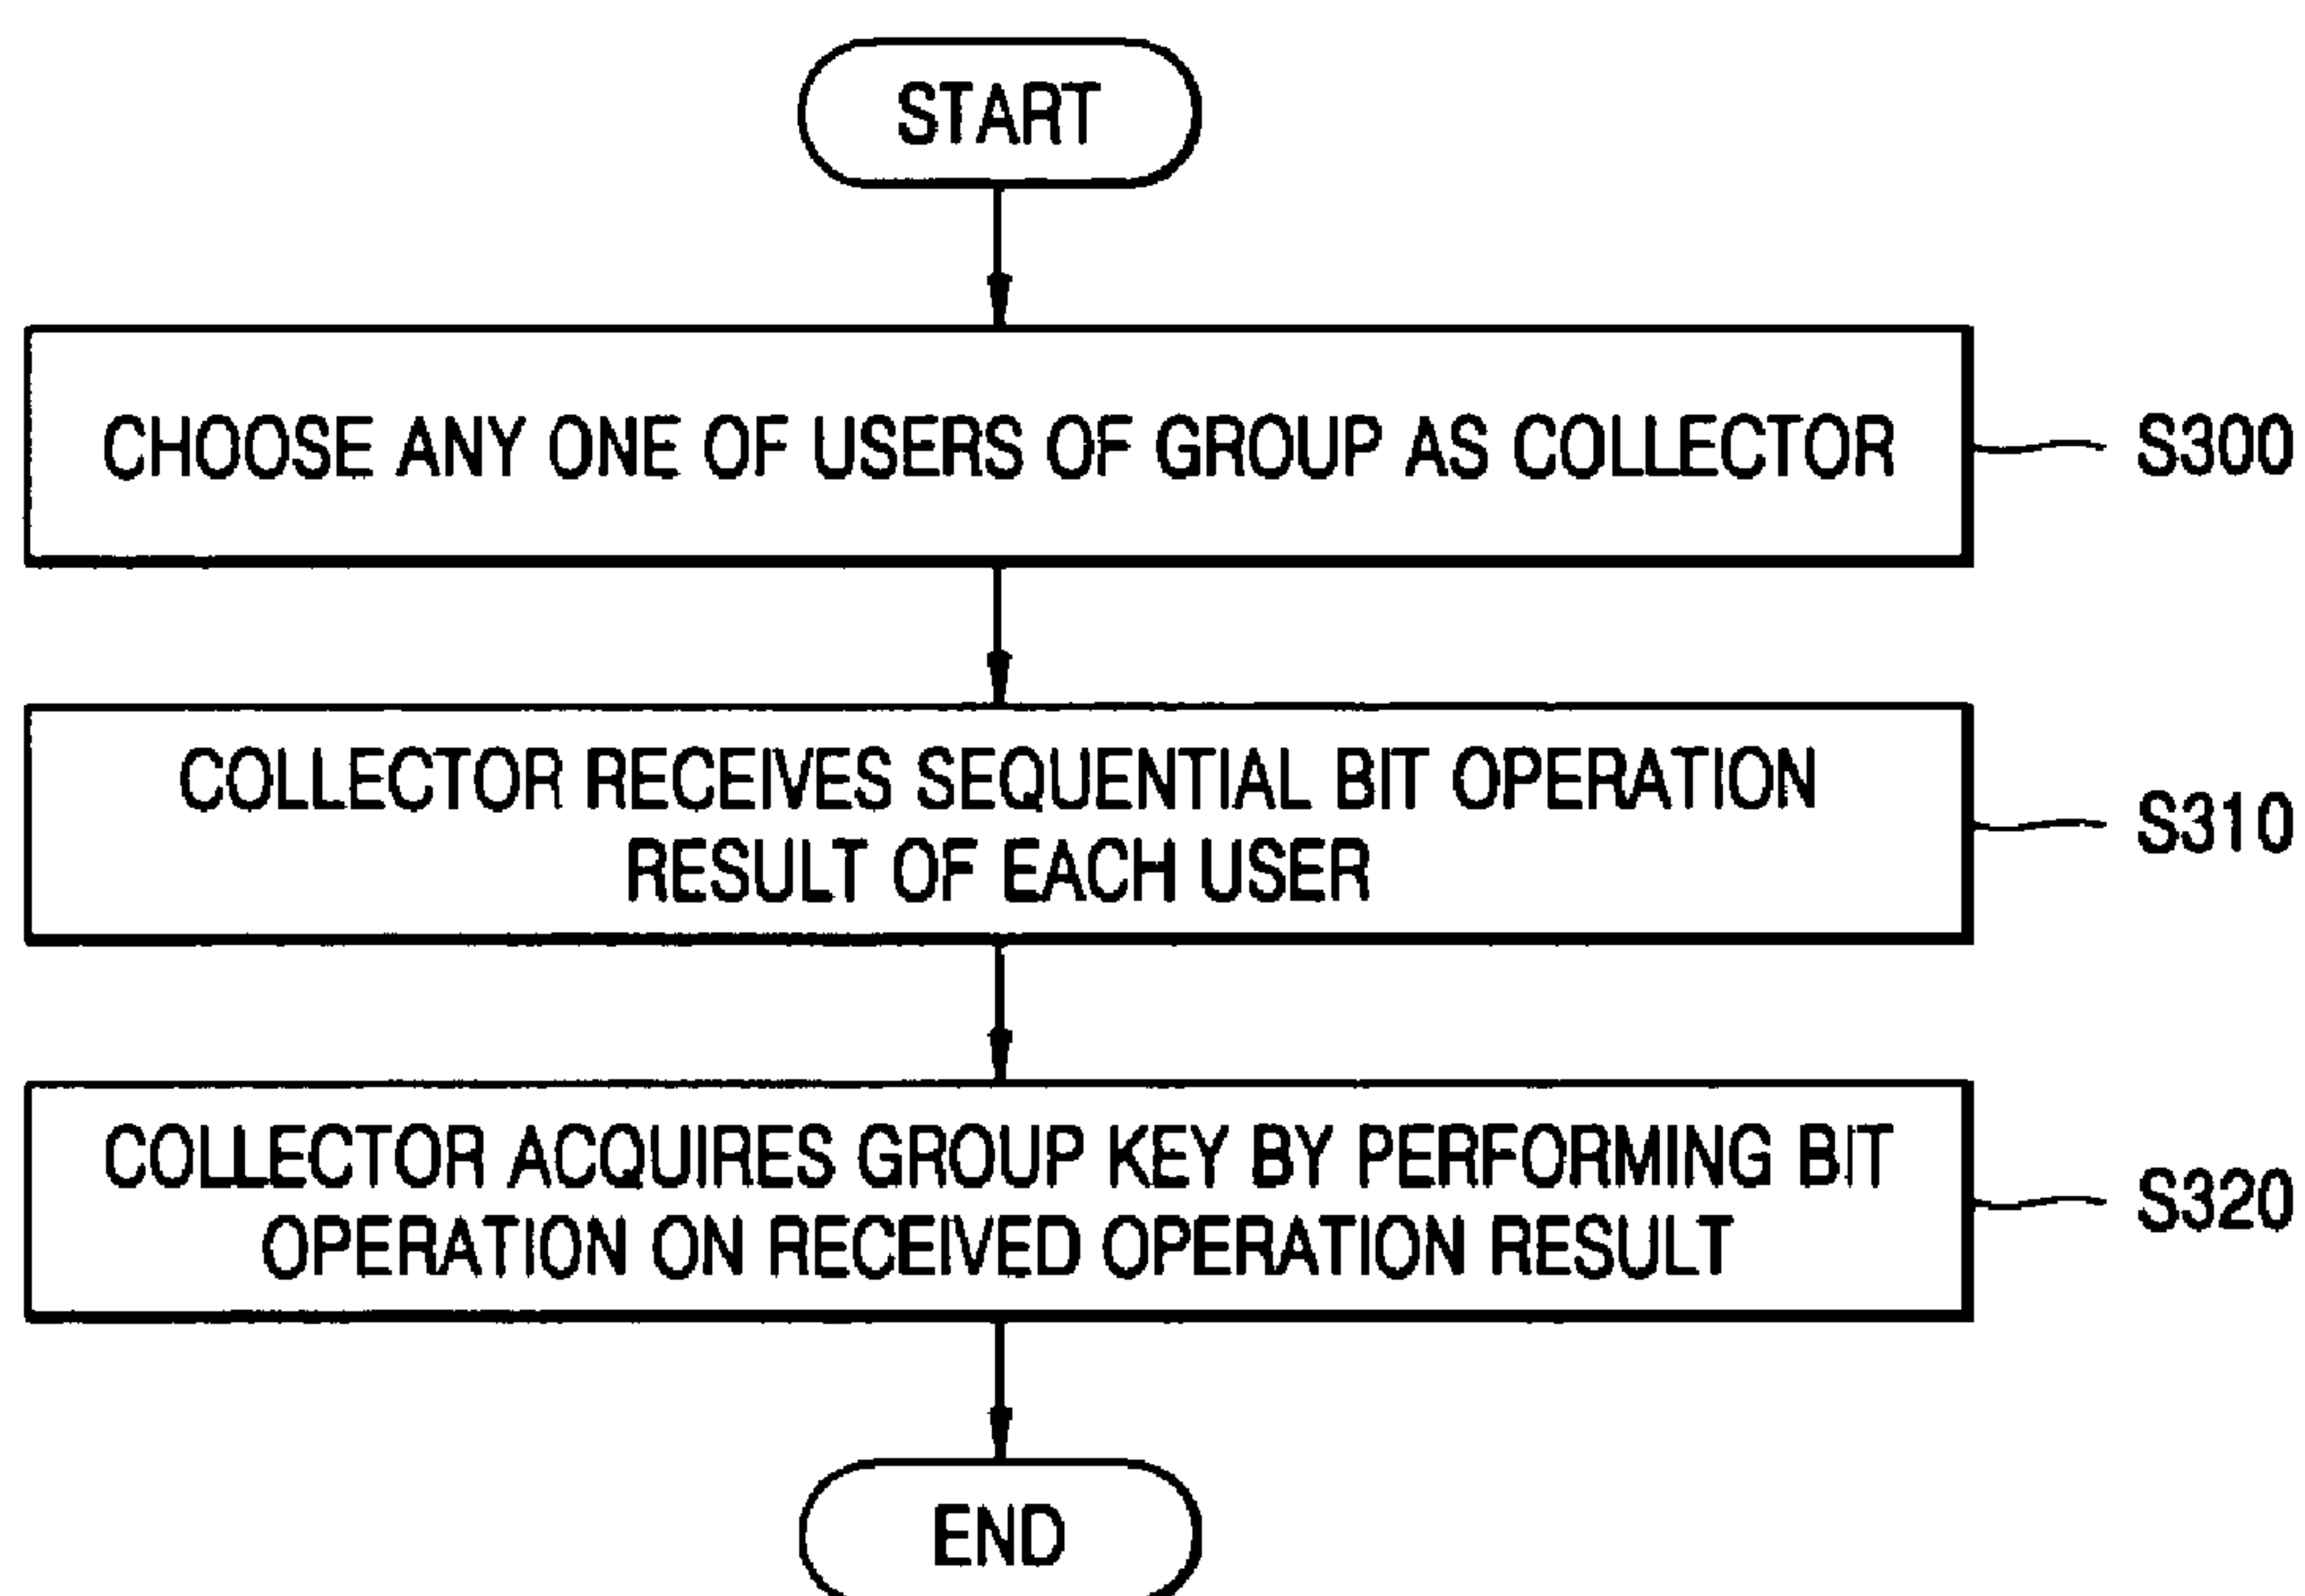 START
CHOOSE ANY ONE OF USERS OF GROUP AS COLLECTOR
S300
COLLECTOR RECEIVES SEQUENTIAL BIT OPERATION
RESULT OF EACH USER
S310
COLLECTOR ACQUIRES GROUP KEY BY PERFORMING BIT
OPERATION ON RECEIVED OPERATION RESULT
S320
END